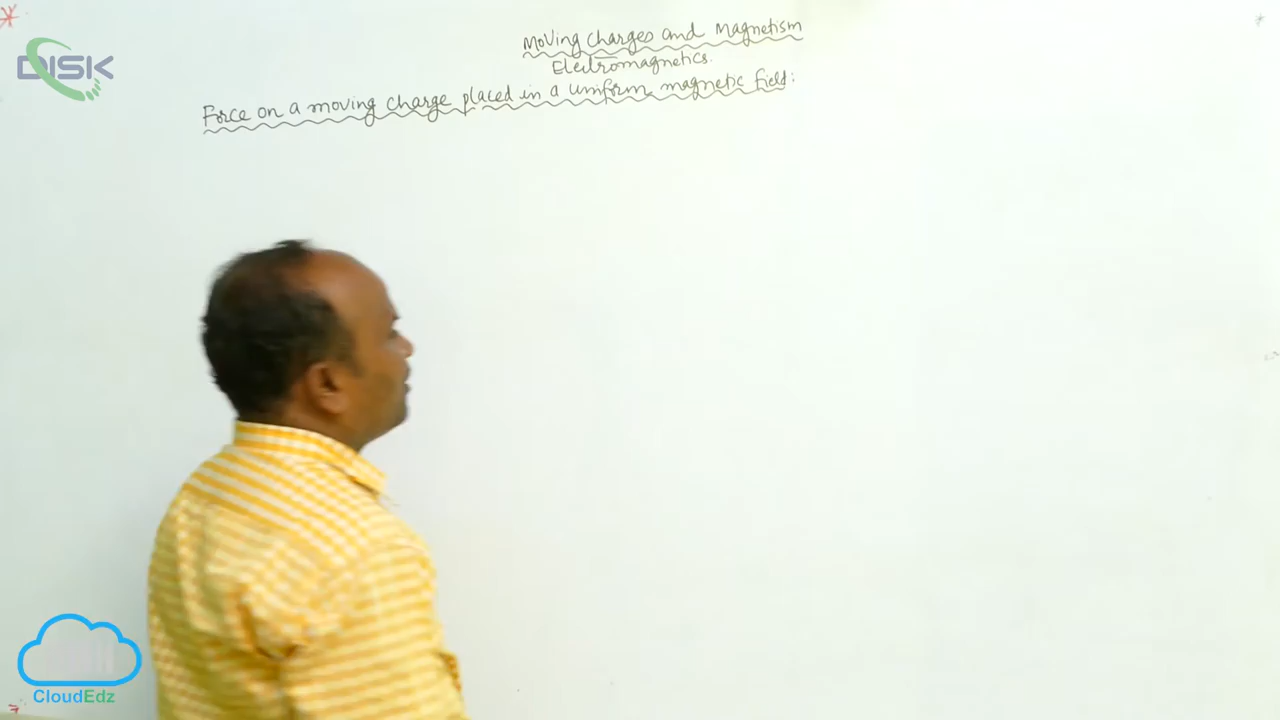 Moving Charges and Magnetism
Electromagnetics.
Force on a moving charge placed in a uniform magnetic field:
DISK
CloudEdz